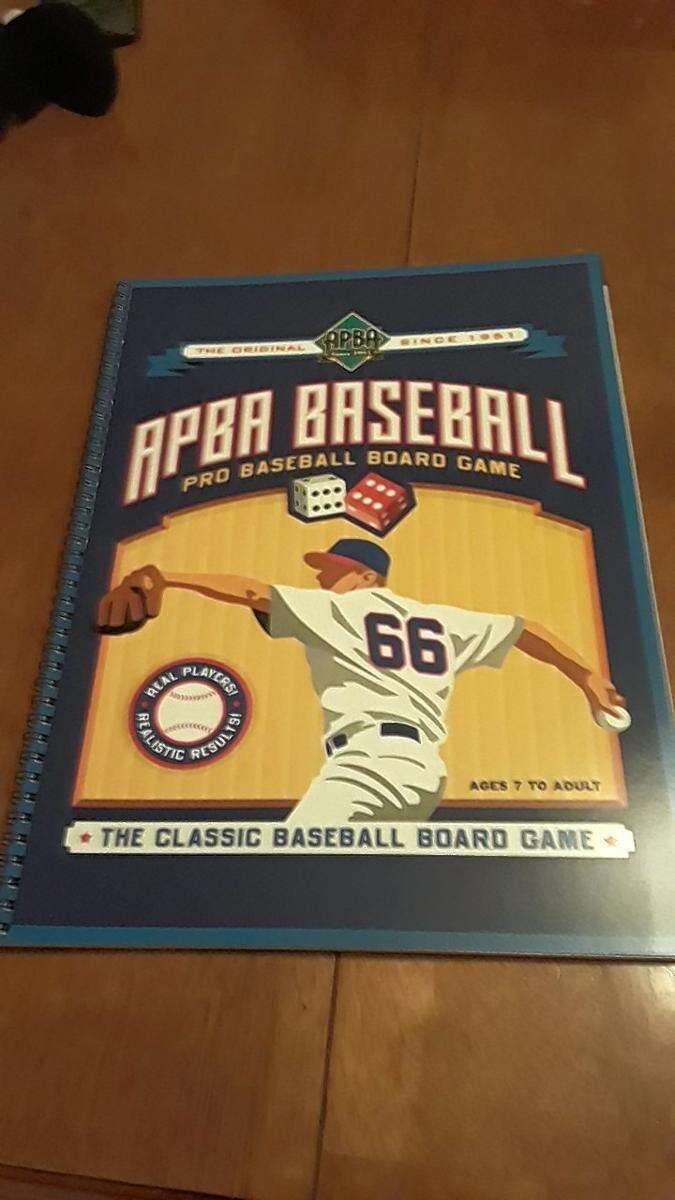 THE ORIGINAL APBA SINCE 1951
APBA BASEBALL
PRO BASEBALL BOARD GAME
66
REAL PLAYERS!
REALISTIC RESULTS!
AGES 7 TO ADULT
THE CLASSIC BASEBALL BOARD GAME